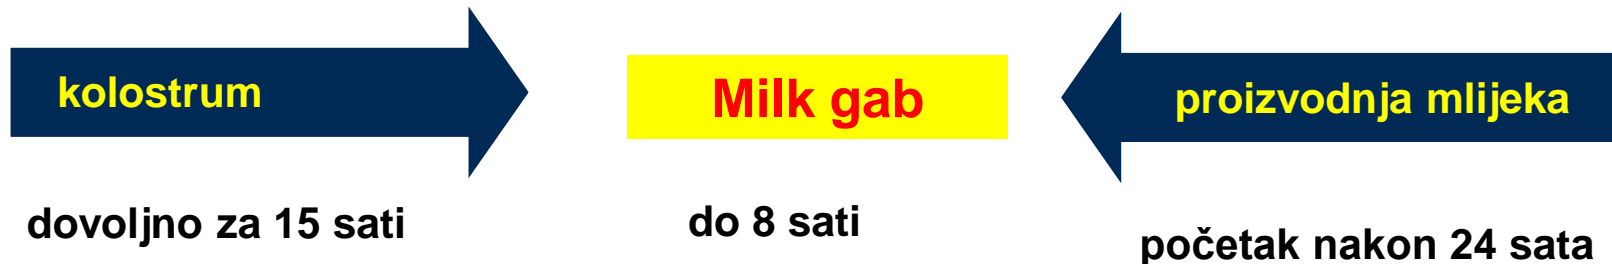 kolostrum
Milk gab
proizvodnja mlijeka
dovoljno za 15 sati
do 8 sati
početak nakon 24 sata